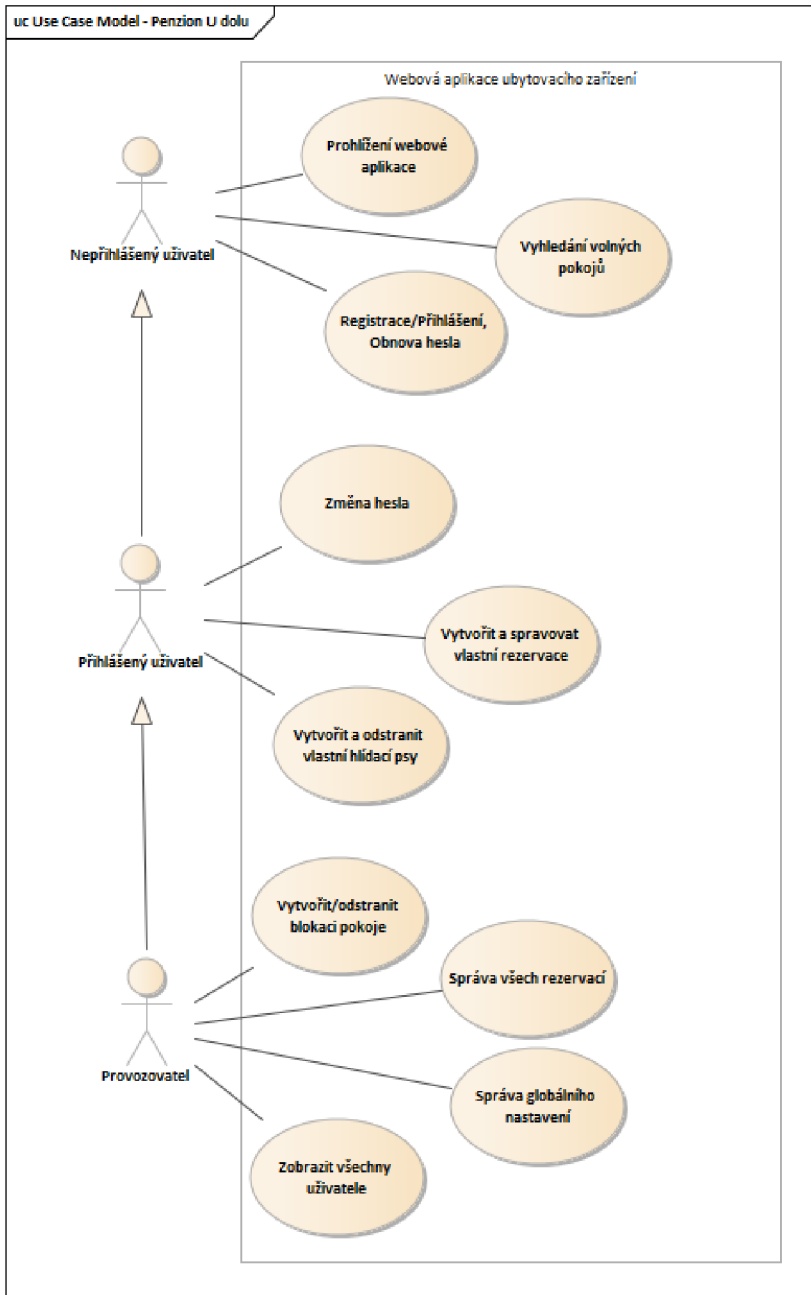 uc Use Case Model - Penzion U dolu
Webová aplikace ubytovacího zařízení
Prohlížení webové
aplikace
Nepřihlášený uživatel
Vyhledání volných
pokojů
Registrace/Přihlášení,
Obnova hesla
Změna hesla
Přihlášený uživatel
Vytvořit a spravovat
vlastní rezervace
Vytvořit a odstranit
vlastní hlídací psy
Vytvořit/odstranit
blokaci pokoje
Správa všech rezervací
Provozovatel
Správa globálního
nastavení
Zobrazit všechny
uživatele